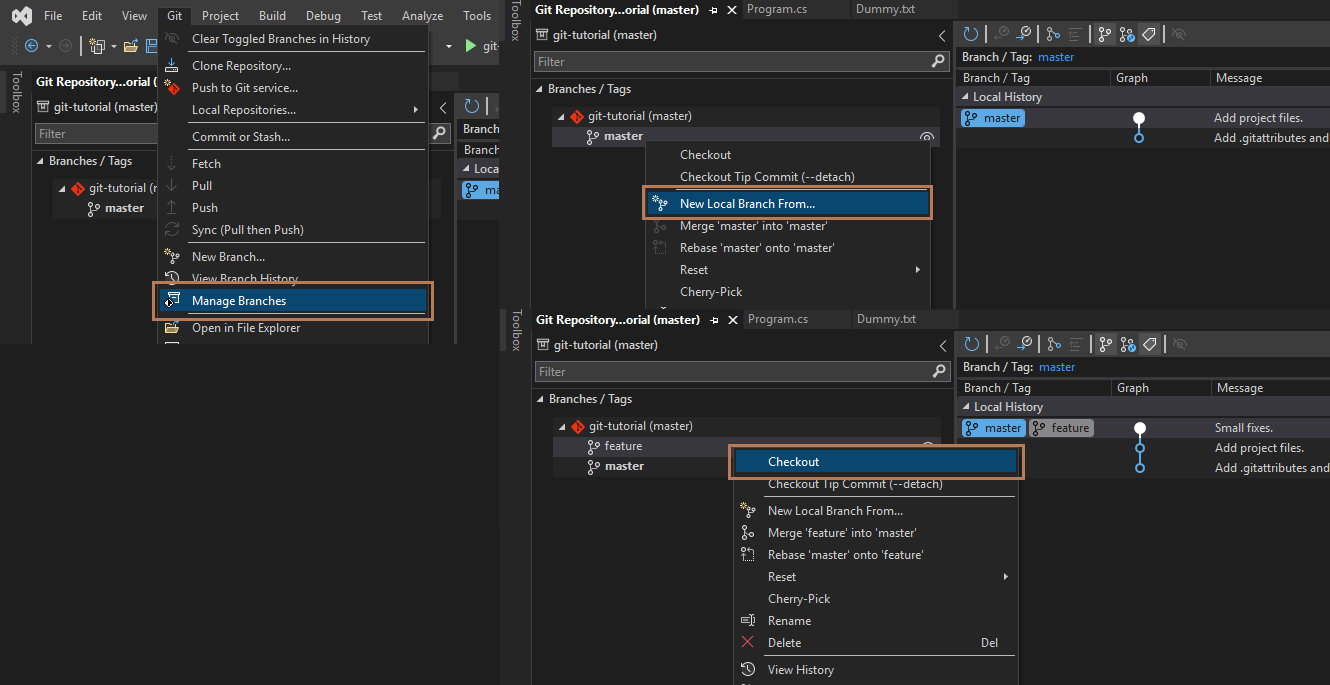 File Edit View Git Project Build Debug Test Analyze Tools
Clear Toggled Branches in History
git-
Clone Repository...
Toolbox
Git Repository...orial (
Push to Git service...
git-tutorial (master)
Local Repositories...
Filter
Commit or Stash...
Branch
Branch
Branches / Tags
Fetch
Loca
git-tutorial (
Pull
ma
master
Push
Sync (Pull then Push)
New Branch...
View Branch History
Manage Branches
Open in File Explorer
Toolbox
Git Repository...orial (master) Program.cs Dummy.txt
git-tutorial (master)
Filter
Branch / Tag: master
Branch / Tag Graph Message
Branches / Tags
Local History
git-tutorial (master)
master Add project files.
master
Add .gitattributes and
Checkout
Checkout Tip Commit (--detach)
New Local Branch From...
Merge 'master' into 'master'
Rebase 'master' onto 'master'
Reset
Cherry-Pick
Toolbox
Git Repository...orial (master) Program.cs Dummy.txt
git-tutorial (master)
Filter
Branch / Tag: master
Branch / Tag Graph Message
Branches / Tags
Local History
git-tutorial (master)
master feature Small fixes.
feature
Add project files.
master
Add .gitattributes and
Checkout
Checkout Tip Commit (--detach)
New Local Branch From...
Merge 'feature' into 'master'
Rebase 'master' onto 'feature'
Reset
Cherry-Pick
Rename
Delete Del
View History